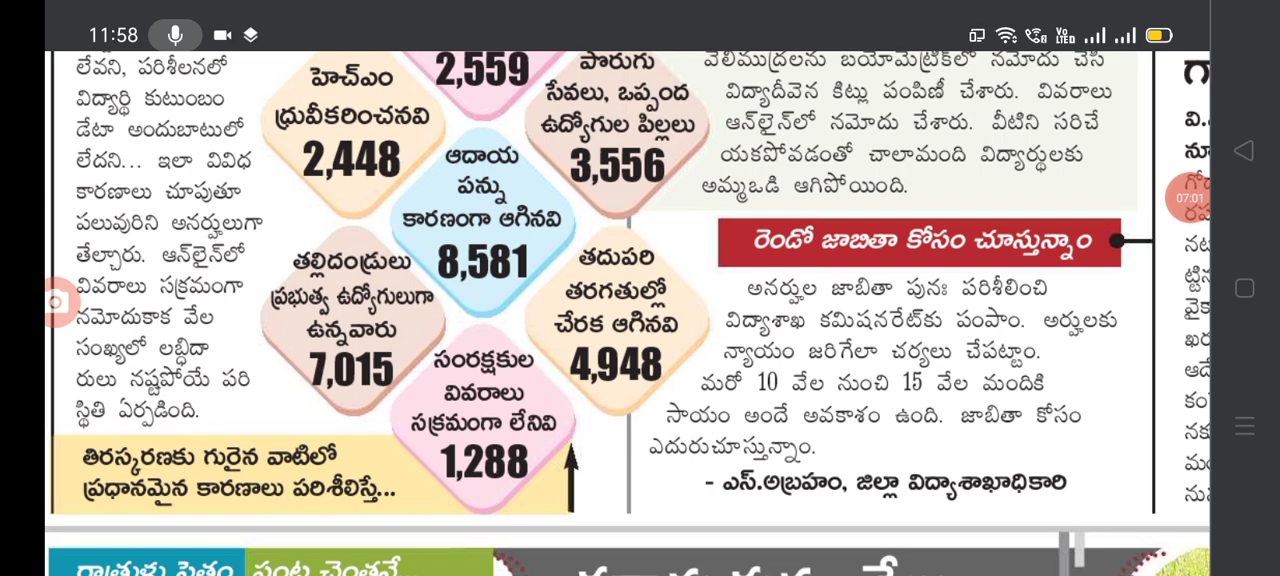 11:58
లేవని, పరిశీలనలో
విద్యార్థి కుటుంబం
డేటా అందుబాటులో
లేదని... ఇలా వివిధ
కారణాలు చూపుతూ
పలువురిని అనర్హులుగా
తేల్చారు. ఆన్‌లైన్‌లో
వివరాలు సక్రమంగా
నమోదుకాక వేల
సంఖ్యలో లబ్ధిదా
రులు నష్టపోయే పరి
స్థితి ఏర్పడింది.
తిరస్కరణకు గురైన వాటిలో
ప్రధానమైన కారణాలు పరిశీలిస్తే...
హెచ్ఎం
ధ్రువీకరించనవి
2,448
2,559
పొరుగు
సేవలు, ఒప్పంద
ఉద్యోగుల పిల్లలు
3,556
ఆదాయ
పన్ను
కారణంగా ఆగినవి
8,581
తల్లిదండ్రులు
ప్రభుత్వ ఉద్యోగులుగా
ఉన్నవారు
7,015
తదుపరి
తరగతుల్లో
చేరక ఆగినవి
4,948
సంరక్షకుల
వివరాలు
సక్రమంగా లేనివి
1,288
వేలిముద్రలను బయోమెట్రిక్‌లో నమోదు చేసి
విద్యాదీవెన కిట్లు పంపిణీ చేశారు. వివరాలు
ఆన్‌లైన్‌లో నమోదు చేశారు. వీటిని సరిచే
యకపోవడంతో చాలామంది విద్యార్థులకు
అమ్మఒడి ఆగిపోయింది.
రెండో జాబితా కోసం చూస్తున్నాం
అనర్హుల జాబితా పునః పరిశీలించి
విద్యాశాఖ కమిషనరేట్‌కు పంపాం. అర్హులకు
న్యాయం జరిగేలా చర్యలు చేపట్టాం.
మరో 10 వేల నుంచి 15 వేల మందికి
సాయం అందే అవకాశం ఉంది. జాబితా కోసం
ఎదురుచూస్తున్నాం.
- ఎస్.అబ్రహం, జిల్లా విద్యాశాఖాధికారి
07:01